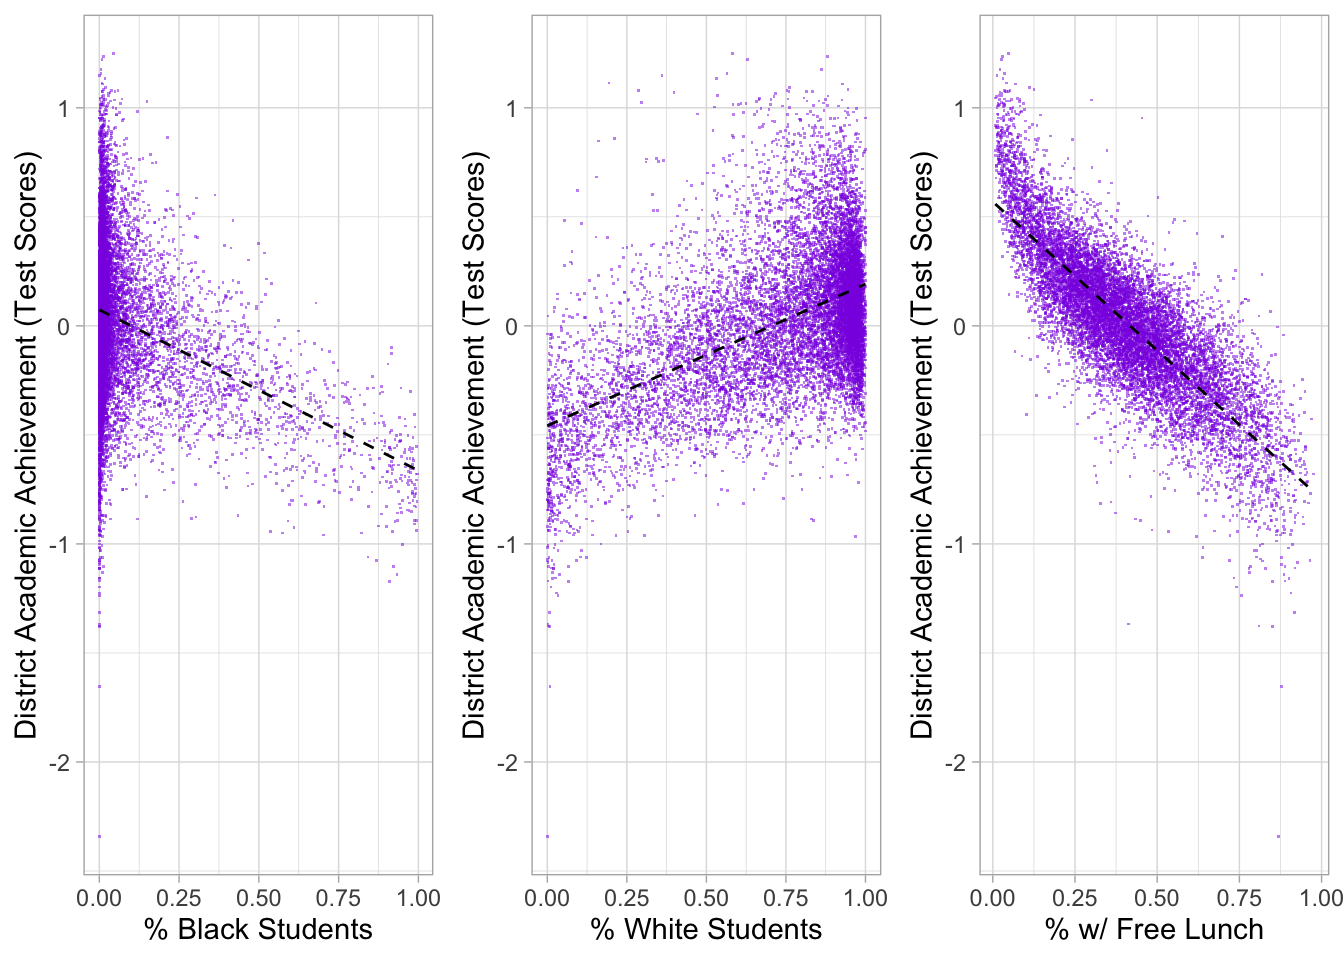 District Academic Achievement (Test Scores)
1
0
-1
-2
0.00 0.25 0.50 0.75 1.00
% Black Students
District Academic Achievement (Test Scores)
1
0
-1
-2
0.00 0.25 0.50 0.75 1.00
% White Students
District Academic Achievement (Test Scores)
1
0
-1
-2
0.00 0.25 0.50 0.75 1.00
% w/ Free Lunch